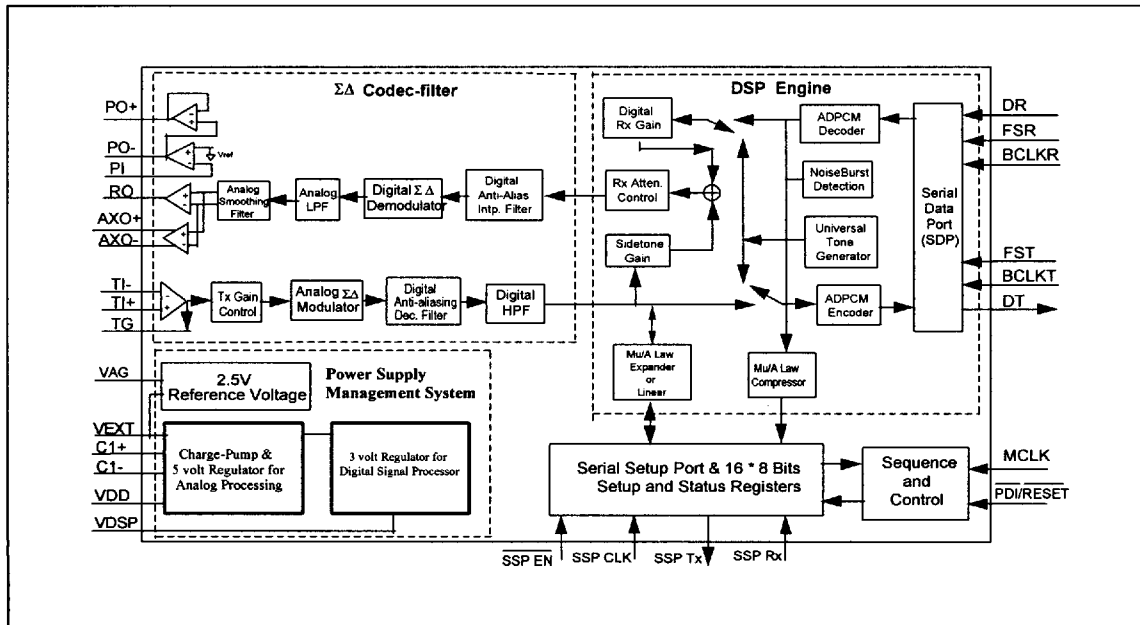 ΣΔ Codec-filter
DSP Engine
PO+
PO-
PI
RO
AXO+
AXO-
TI-
TI+
TG
Vref
Analog
Smoothing
Filter
Analog
LPF
Digital Σ Δ
Demodulator
Digital
Anti-Alias
Intp. Filter
Tx Gain
Control
Analog ΣΔ
Modulator
Digital
Anti-aliasing
Dec. Filter
Digital
HPF
Digital
Rx Gain
Rx Atten.
Control
Sidetone
Gain
ADPCM
Decoder
NoiseBurst
Detection
Universal
Tone
Generator
ADPCM
Encoder
Serial
Data
Port
(SDP)
DR
FSR
BCLKR
FST
BCLKT
DT
Mu/A Law
Expander
or
Linear
Mu/A Law
Compressor
VAG
VEXT
C1+
C1-
VDD
VDSP
2.5V
Reference Voltage
Power Supply
Management System
Charge-Pump &
5 volt Regulator for
Analog Processing
3 volt Regulator for
Digital Signal Processor
Serial Setup Port & 16 * 8 Bits
Setup and Status Registers
Sequence
and
Control
MCLK
PDI/RESET
SSP EN
SSP CLK
SSP Tx
SSP Rx